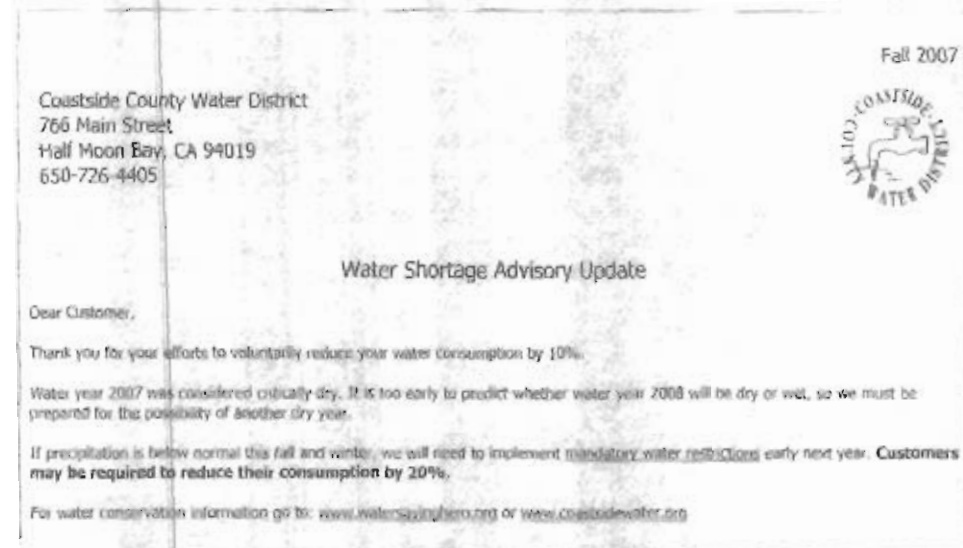 Fall 2007
Coastside County Water District
766 Main Street
Half Moon Bay, CA 94019
650-726-4405
COASTSIDE COUNTY WATER DISTRICT
Water Shortage Advisory Update
Dear Customer,
Thank you for your efforts to voluntarily reduce your water consumption by 10%.
Water year 2007 was considered critically dry. It is too early to predict whether water year 2008 will be dry or wet, so we must be
prepared for the possibility of another dry year.
If precipitation is below normal this fall and winter, we will need to implement mandatory water restrictions early next year. Customers
may be required to reduce their consumption by 20%.
For water conservation information go to: www.watersavinghero.org or www.coastsidewater.org